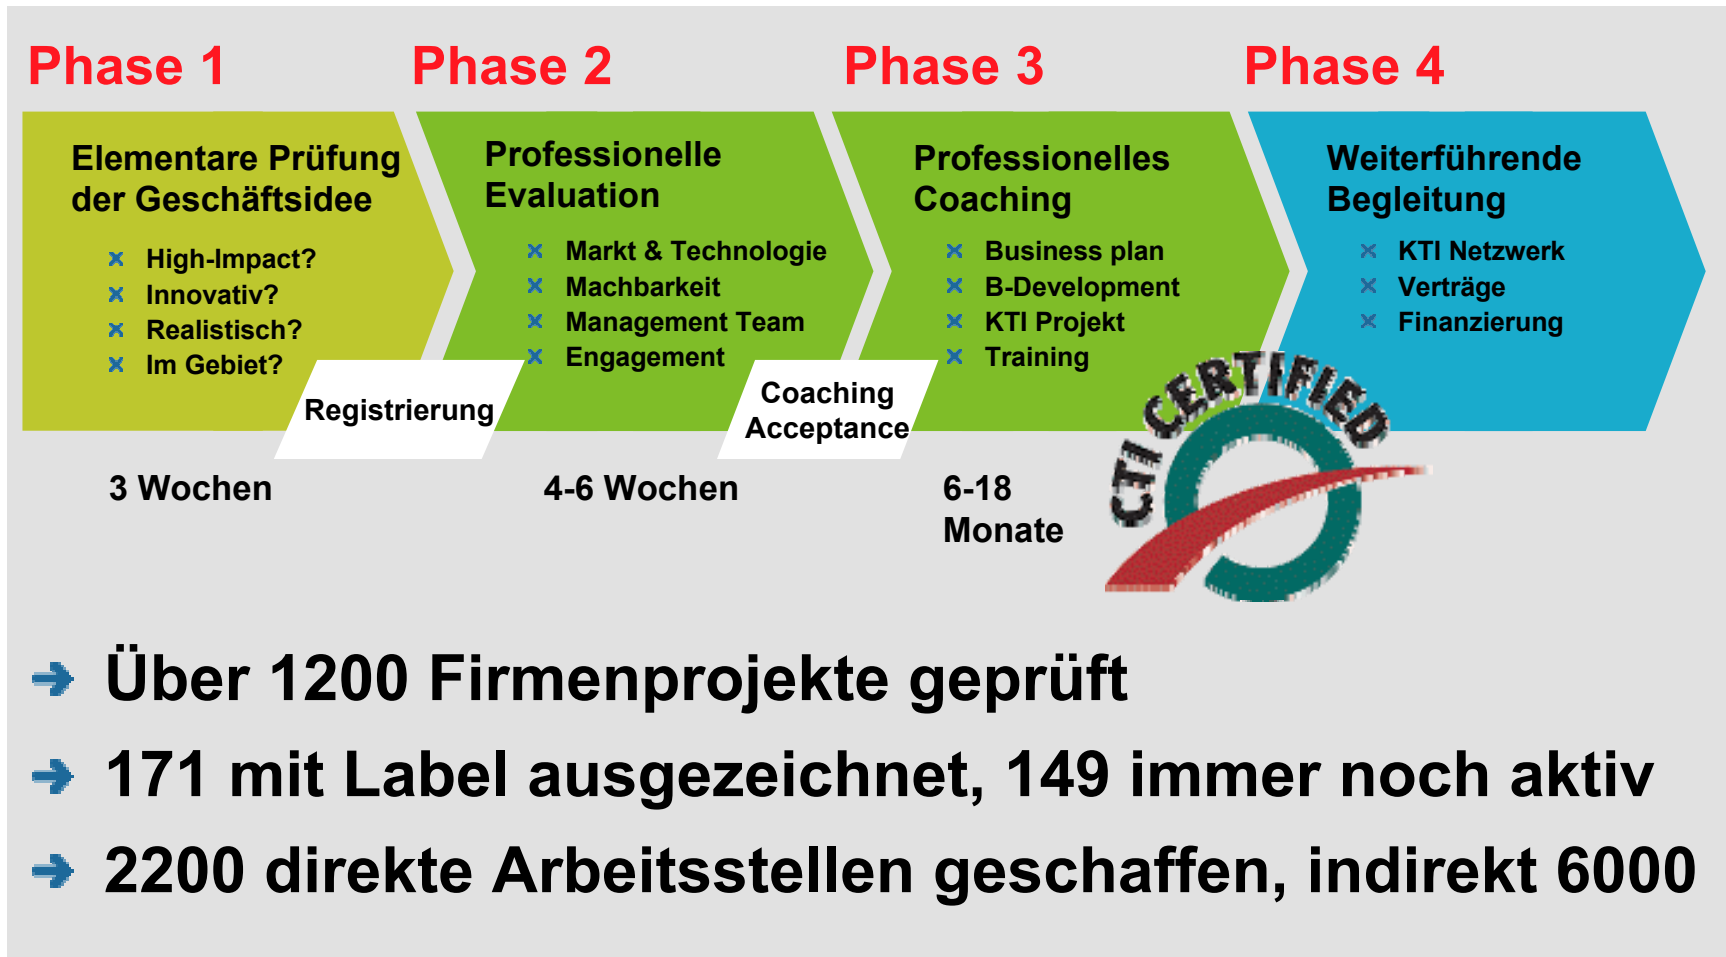 Phase 1
Phase 2
Phase 3
Phase 4
Elementare Prüfung
der Geschäftsidee
High-Impact?
Innovativ?
Realistisch?
Im Gebiet?
Registrierung
3 Wochen
Professionelle
Evaluation
Markt & Technologie
Machbarkeit
Management Team
Engagement
Coaching
Acceptance
4-6 Wochen
Professionelles
Coaching
Business plan
B-Development
KTI Projekt
Training
6-18
Monate
CTI CERTIFIED
Weiterführende
Begleitung
KTI Netzwerk
Verträge
Finanzierung
Über 1200 Firmenprojekte geprüft
171 mit Label ausgezeichnet, 149 immer noch aktiv
2200 direkte Arbeitsstellen geschaffen, indirekt 6000